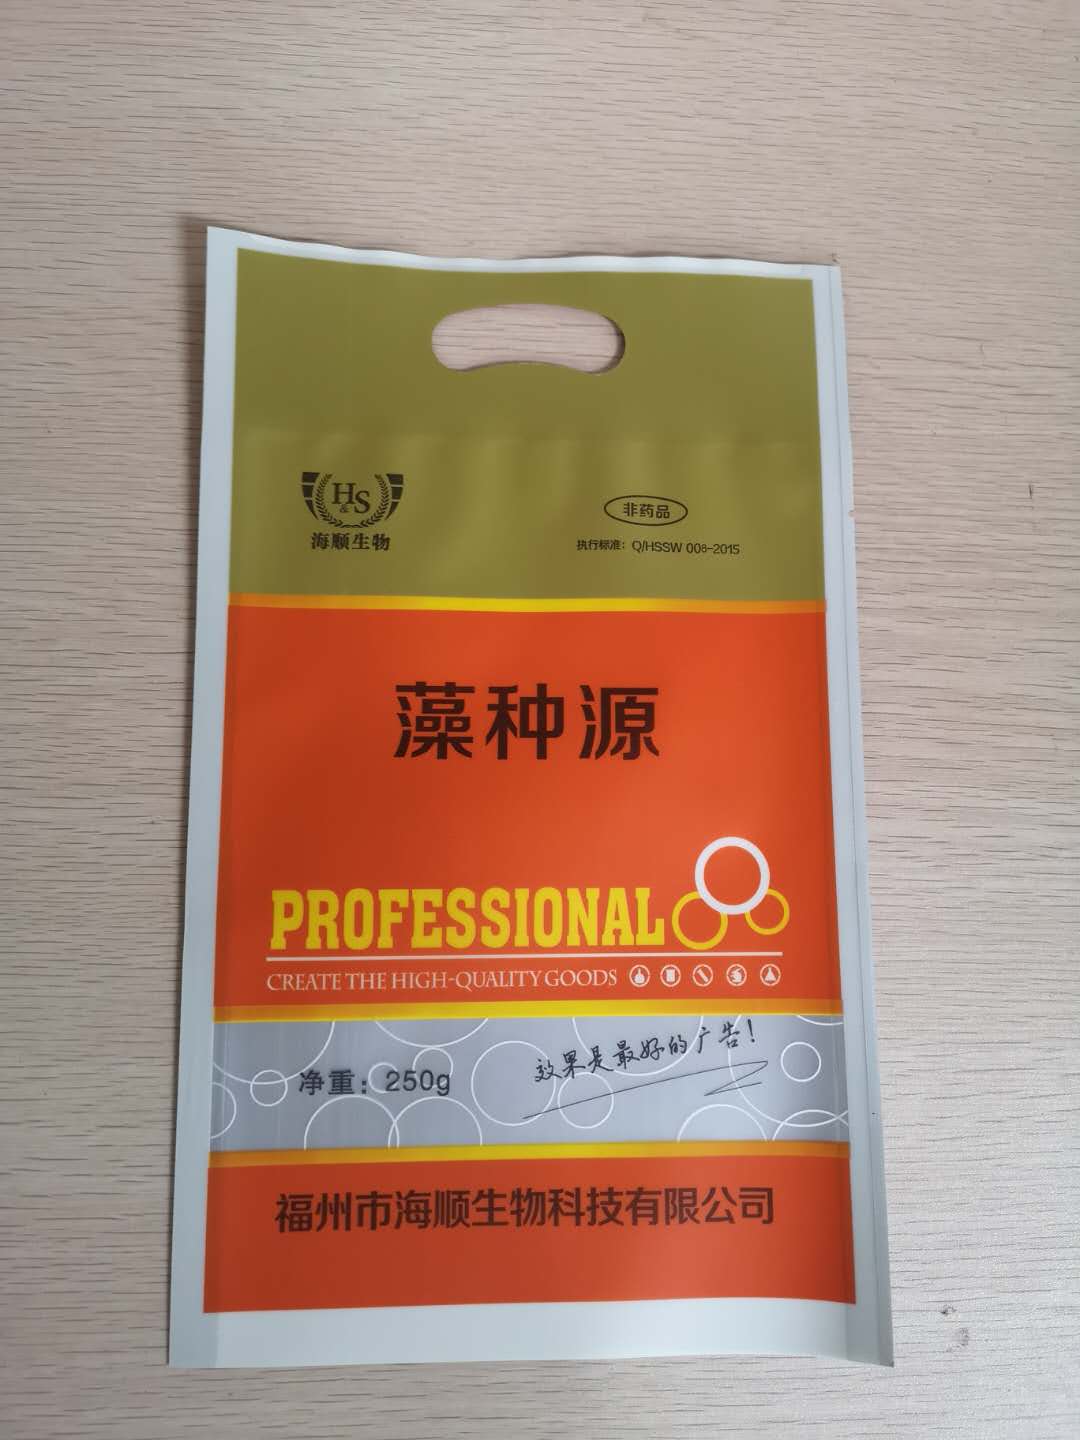 H&S
海顺生物
非药品
执行标准：Q/HSSW 008-2015
藻种源
PROFESSIONAL
CREATE THE HIGH-QUALITY GOODS
净重：250g
效果是最好的广告！
福州市海顺生物科技有限公司